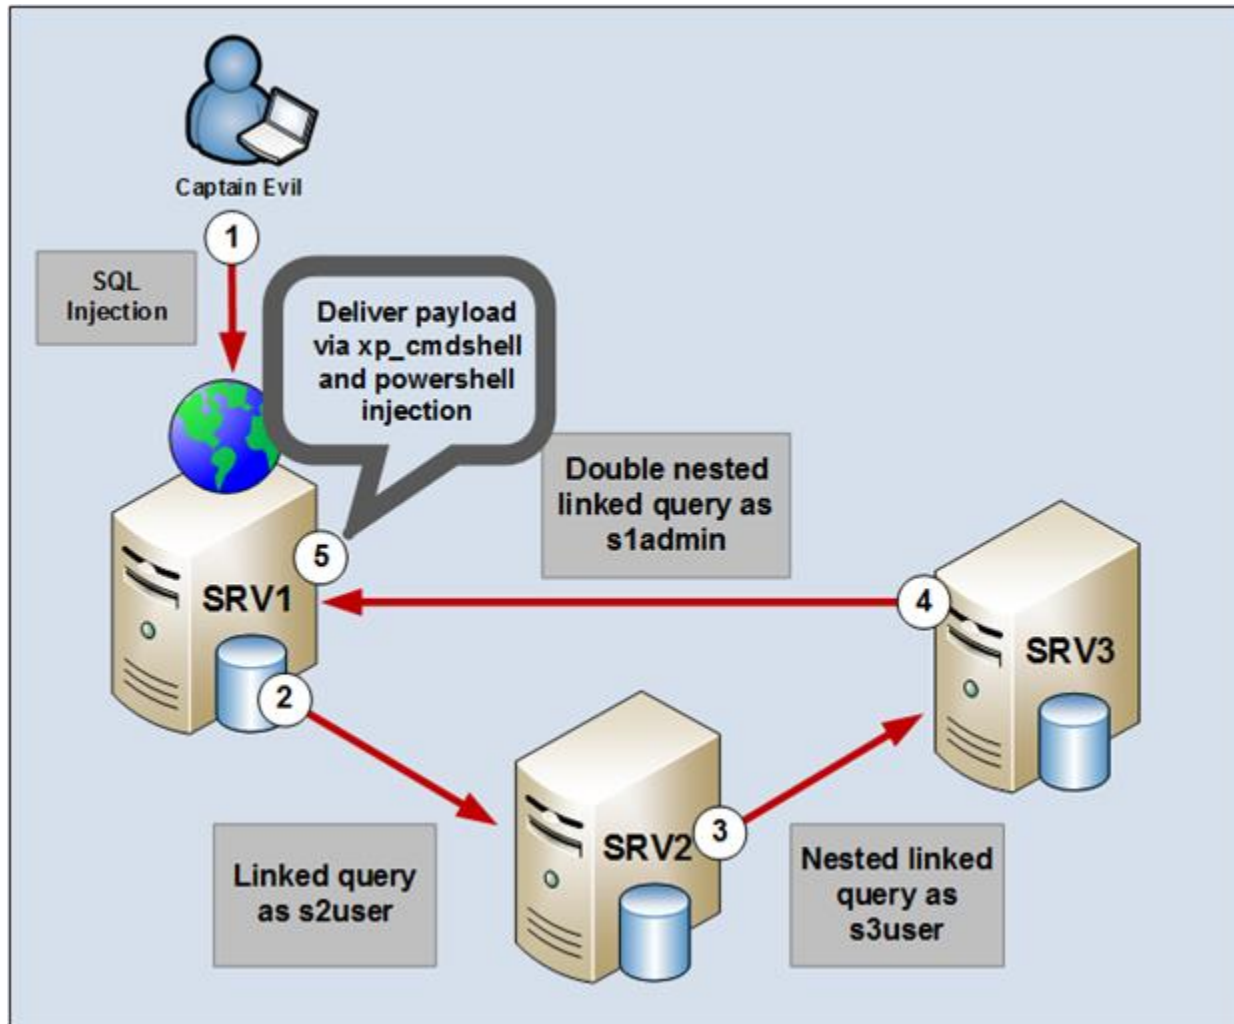 Captain Evil
1
SQL
Injection
Deliver payload
via xp_cmdshell
and powershell
injection
Double nested
linked query as
s1admin
5
SRV1
4
SRV3
2
3
SRV2
Linked query
as s2user
Nested linked
query as
s3user